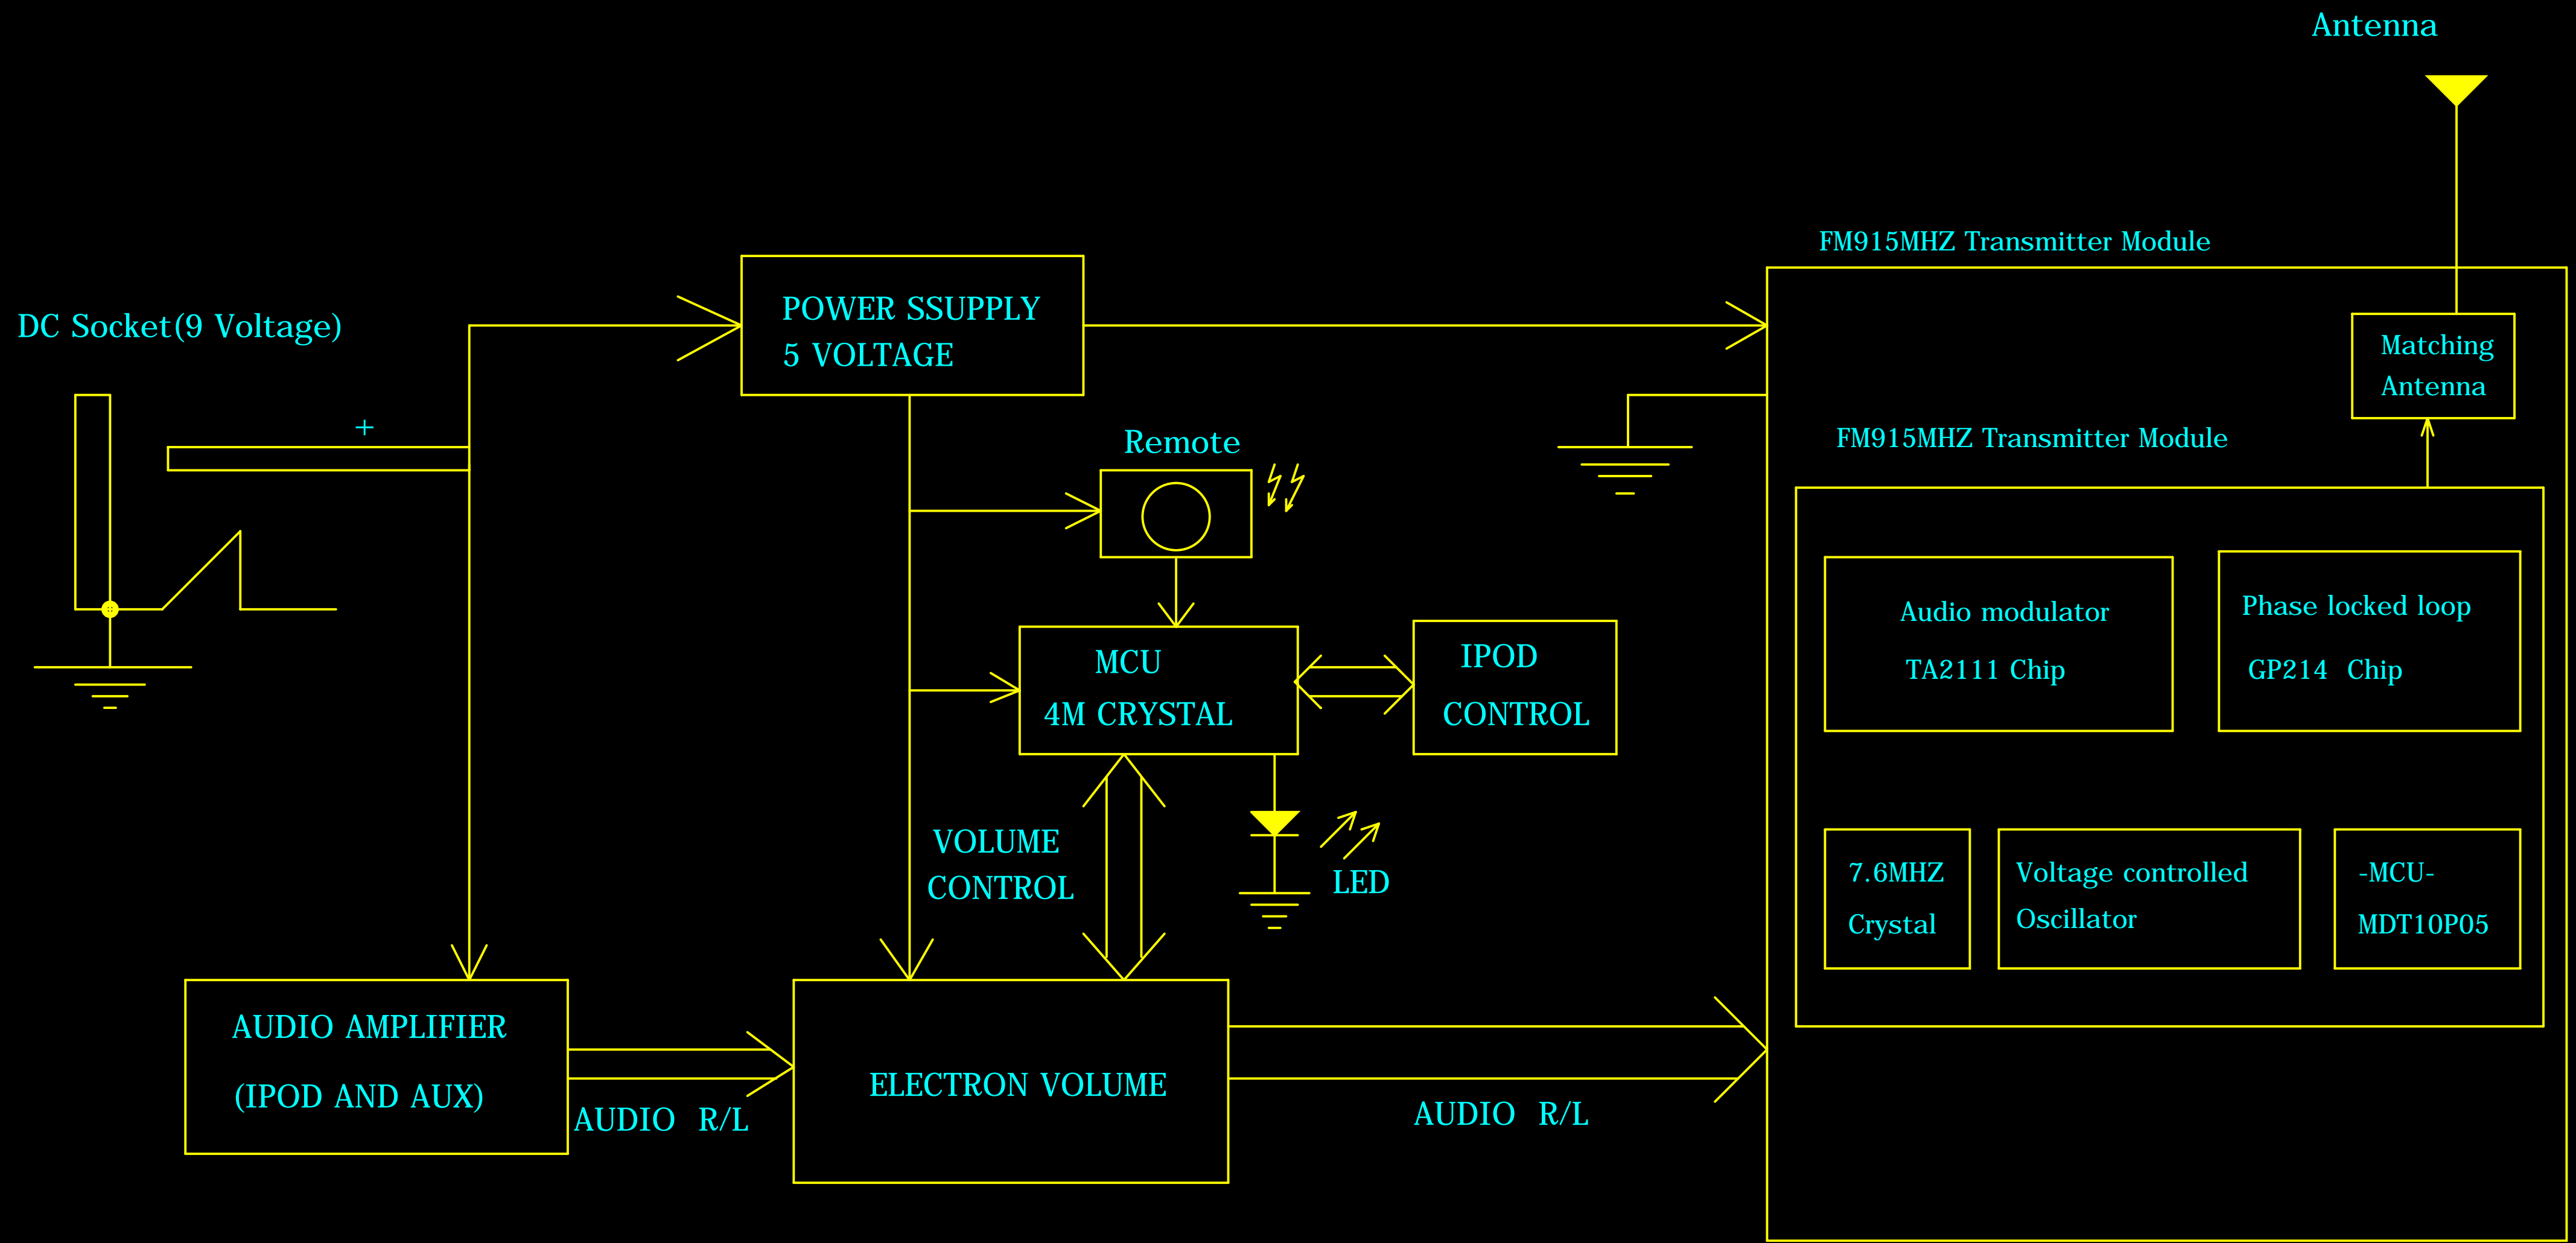 Antenna
FM915MHZ Transmitter Module
DC Socket(9 Voltage)
+
POWER SSUPPLY
5 VOLTAGE
Matching
Antenna
Remote
FM915MHZ Transmitter Module
MCU
4M CRYSTAL
IPOD
CONTROL
Audio modulator
TA2111 Chip
Phase locked loop
GP214 Chip
VOLUME
CONTROL
LED
7.6MHZ
Crystal
Voltage controlled
Oscillator
-MCU-
MDT10P05
AUDIO AMPLIFIER
(IPOD AND AUX)
AUDIO R/L
ELECTRON VOLUME
AUDIO R/L